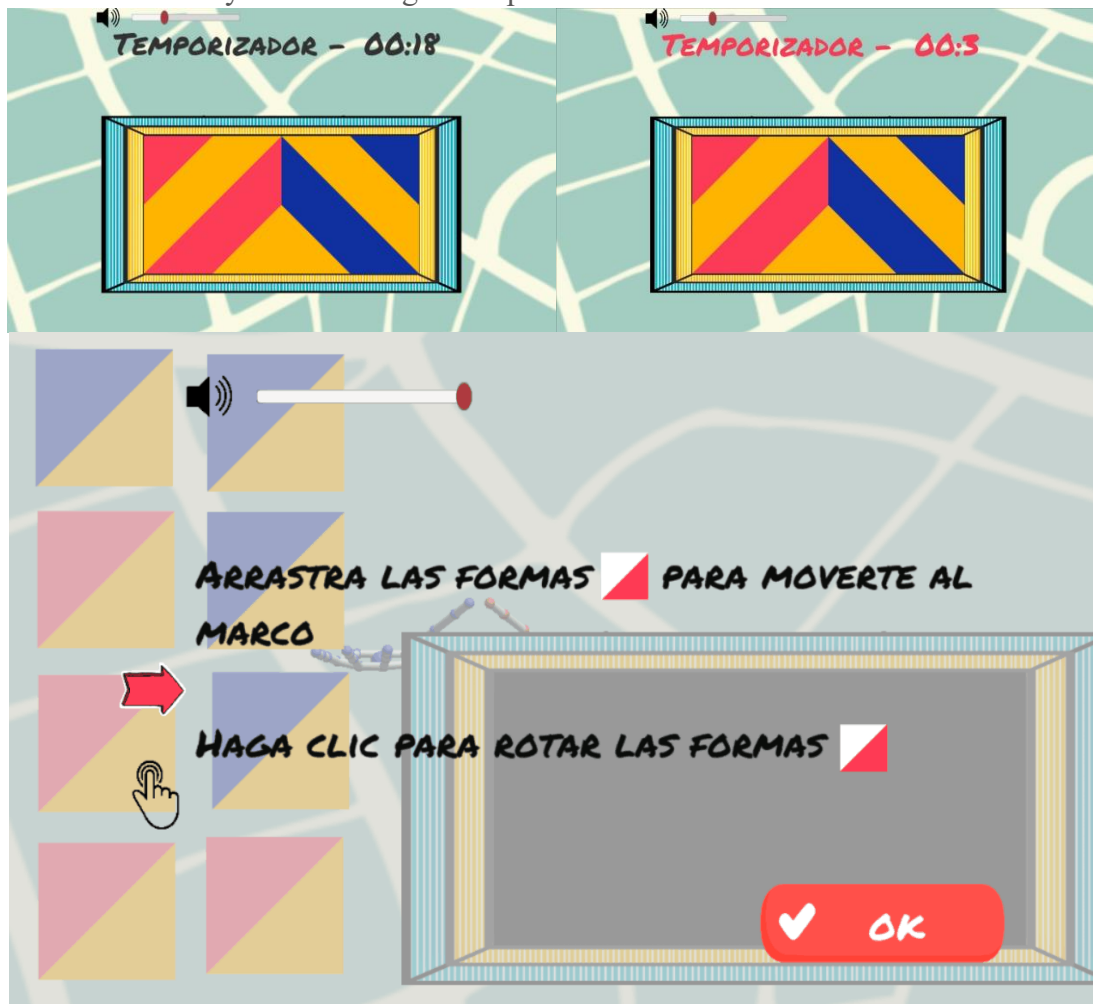 TEMPORIZADOR - 00:18
TEMPORIZADOR - 00:3
ARRASTRA LAS FORMAS PARA MOVERTE AL
MARCO
HAGA CLIC PARA ROTAR LAS FORMAS
OK